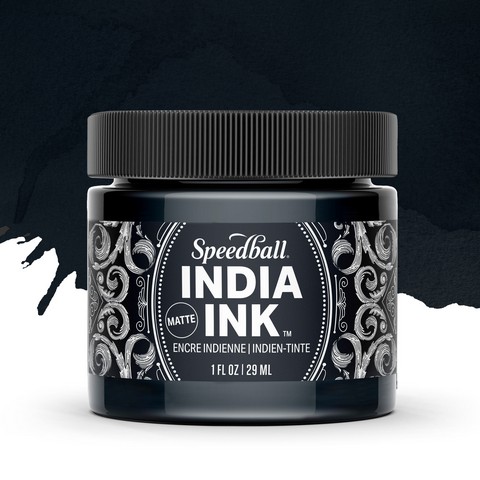 Speedball®
INDIA
MATTE
INK™
ENCRE INDIENNE | INDIEN-TINTE
1 FL OZ | 29 ML